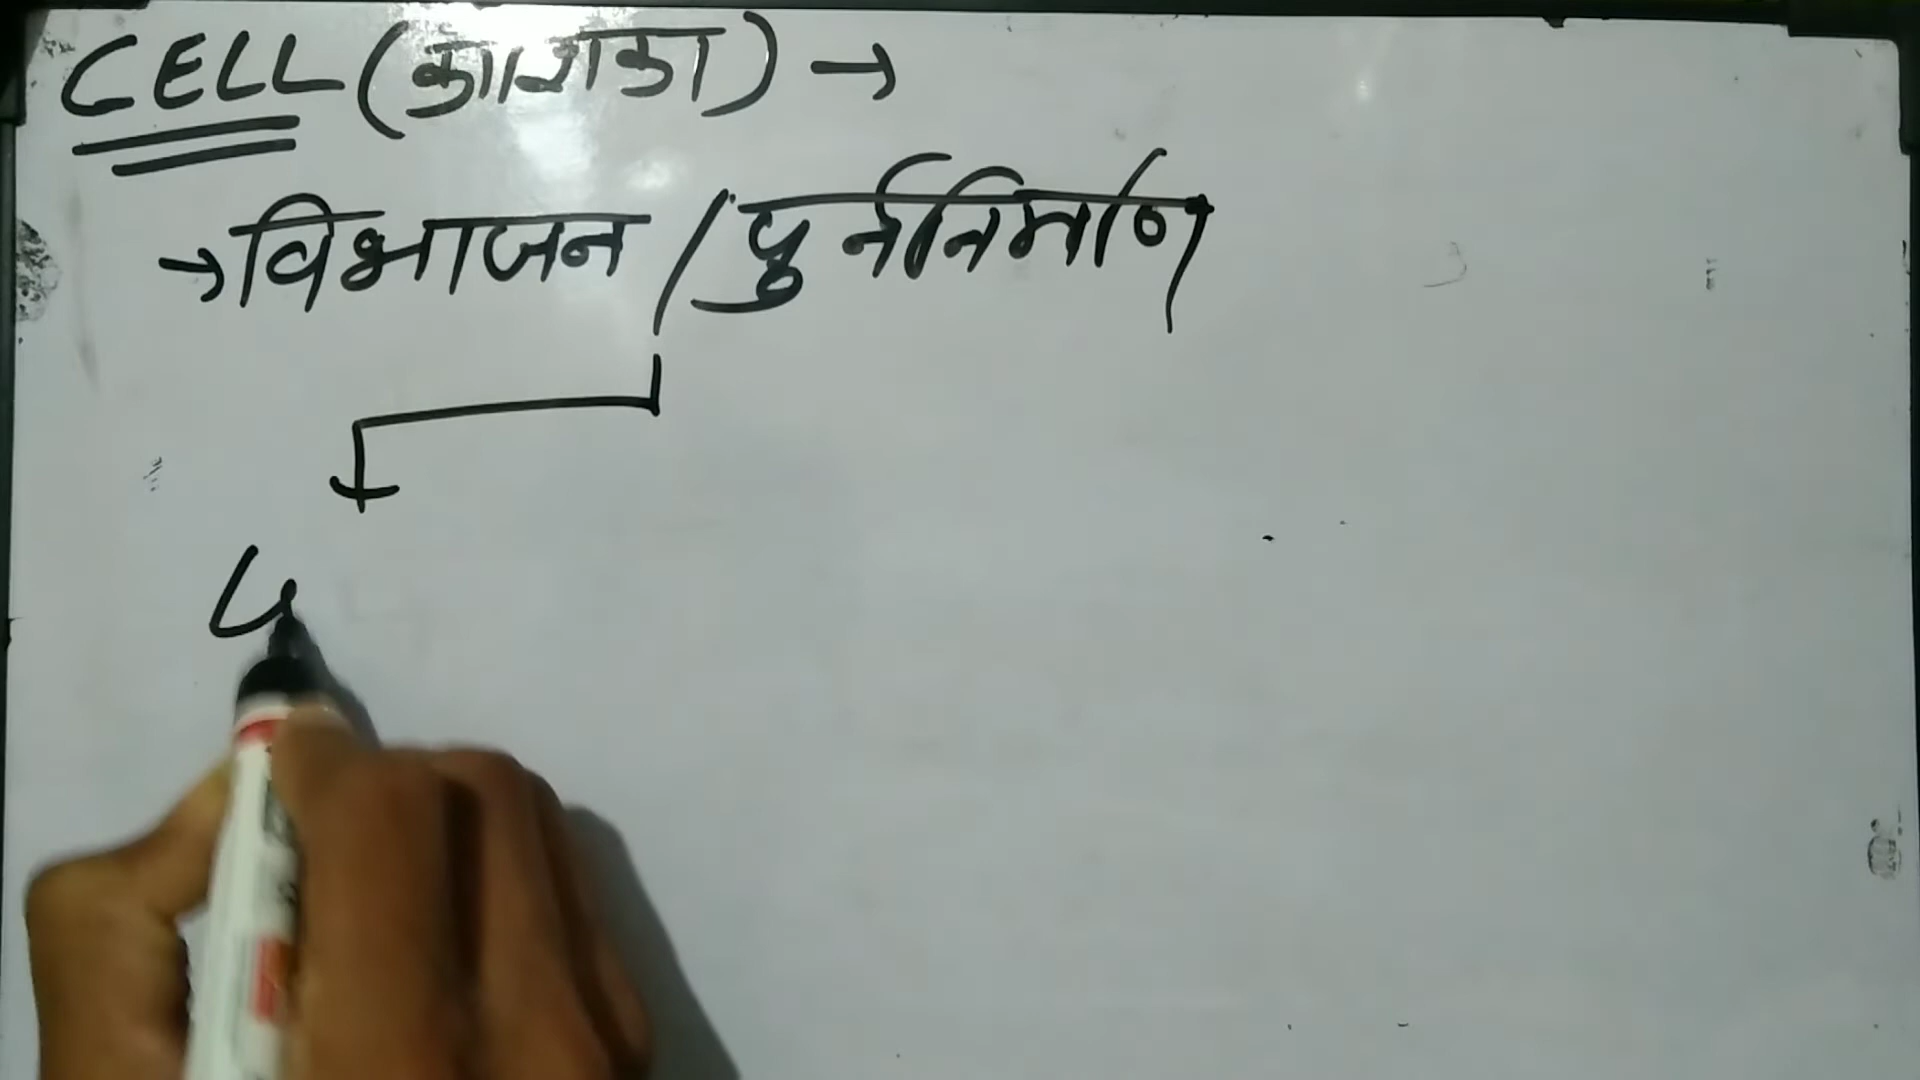 CELL (कोशिका) →
→ विभाजन / पुर्ननिर्माण